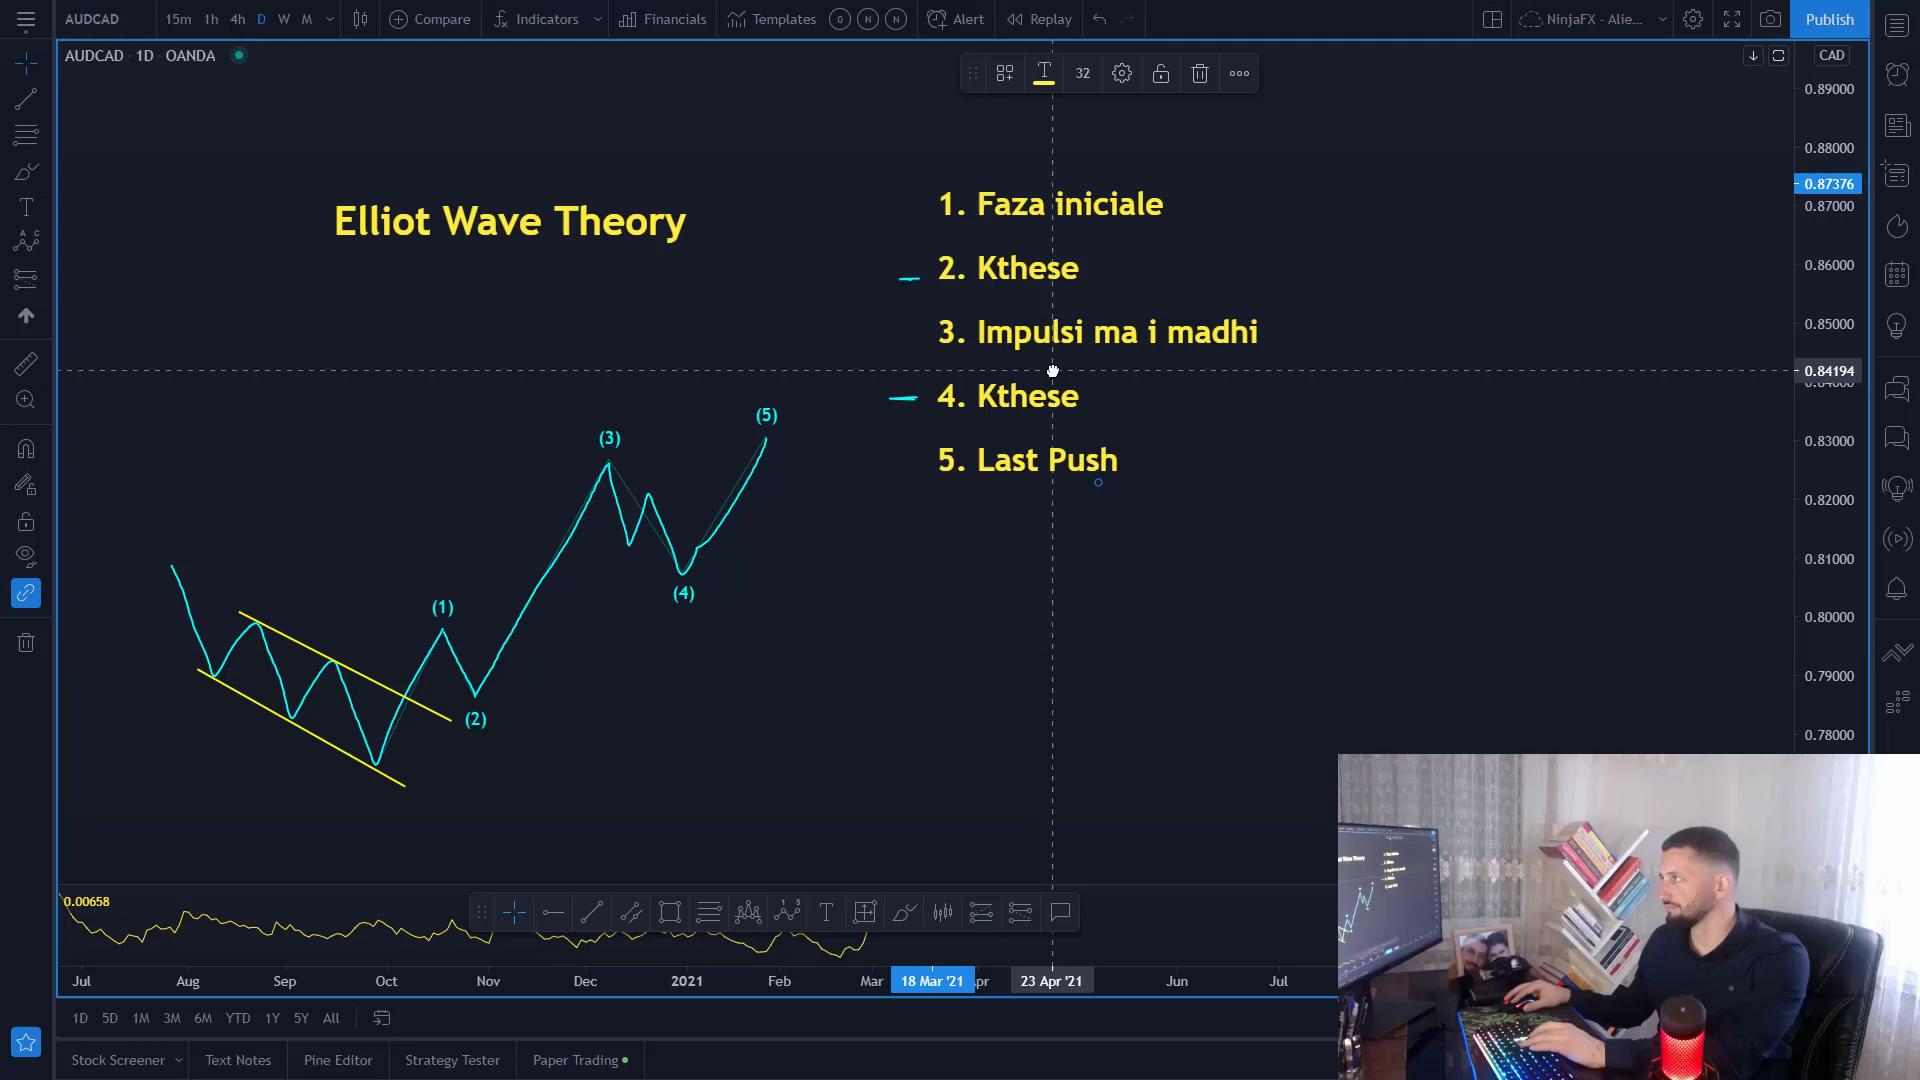 AUDCAD 15m 1h 4h D W M Compare Indicators Financials Templates O N N Alert Replay NinjaFX - Alie... Publish
AUDCAD · 1D · OANDA
32
CAD
0.89000
0.88000
0.87376
0.87000
0.86000
0.85000
0.84194
0.83000
0.82000
0.81000
0.80000
0.79000
0.78000
Elliot Wave Theory
1. Faza iniciale
2. Kthese
3. Impulsi ma i madhi
4. Kthese
5. Last Push
(1)
(2)
(3)
(4)
(5)
0.00658
Jul Aug Sep Oct Nov Dec 2021 Feb Mar 18 Mar '21 23 Apr '21 Jun Jul
1D 5D 1M 3M 6M YTD 1Y 5Y All
Stock Screener Text Notes Pine Editor Strategy Tester Paper Trading